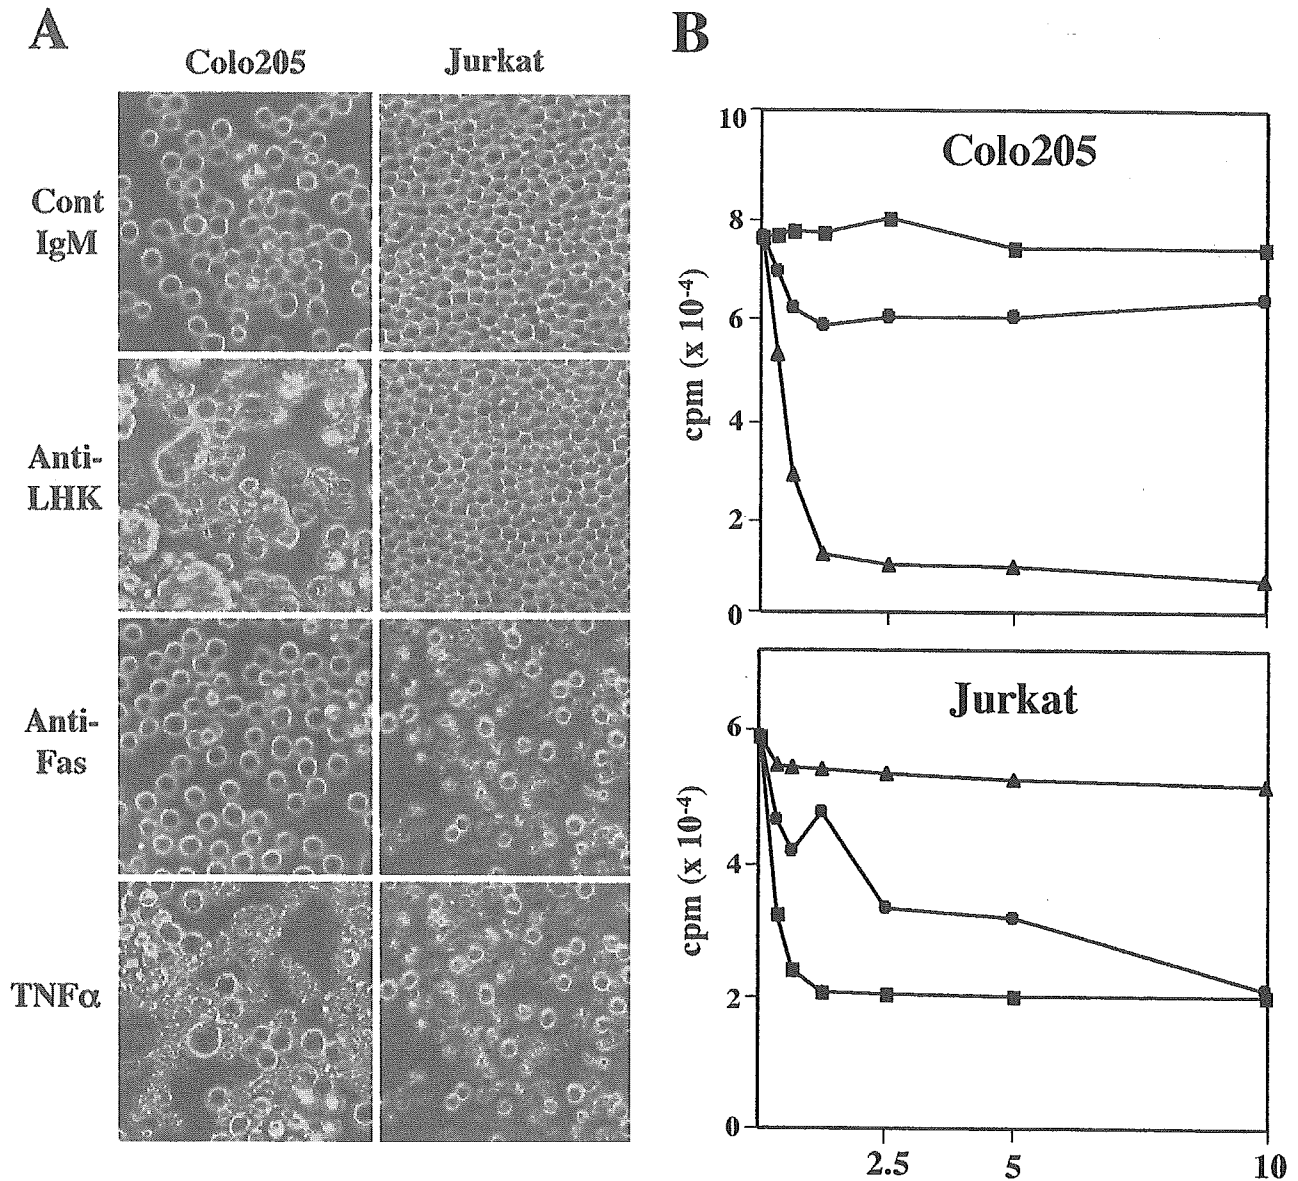 A
Colo205 Jurkat
Cont
IgM
Anti-
LHK
Anti-
Fas
TNFα
B
10
8
6
4
2
0
cpm (x 10-4)
Colo205
6
4
2
0
cpm (x 10-4)
Jurkat
2.5 5 10